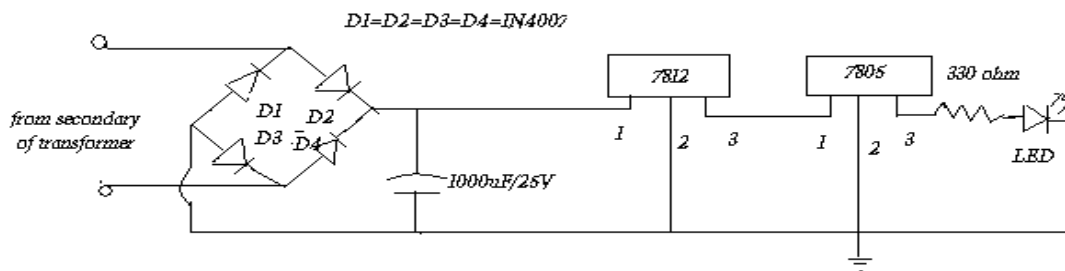 D1=D2=D3=D4=IN4007
7812
7805
330 ohm
D1
D2
from secondary
of transformer
D3
D4
1
2
3
1
2
3
LED
1000uF/25V